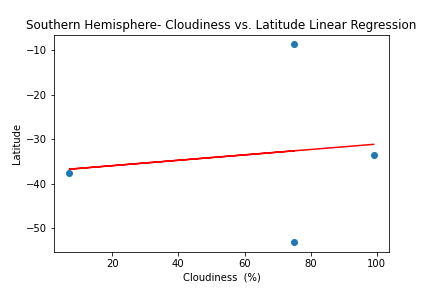 Southern Hemisphere- Cloudiness vs. Latitude Linear Regression
−10
−20
−30
−40
−50
Latitude
20 40 60 80 100
Cloudiness (%)